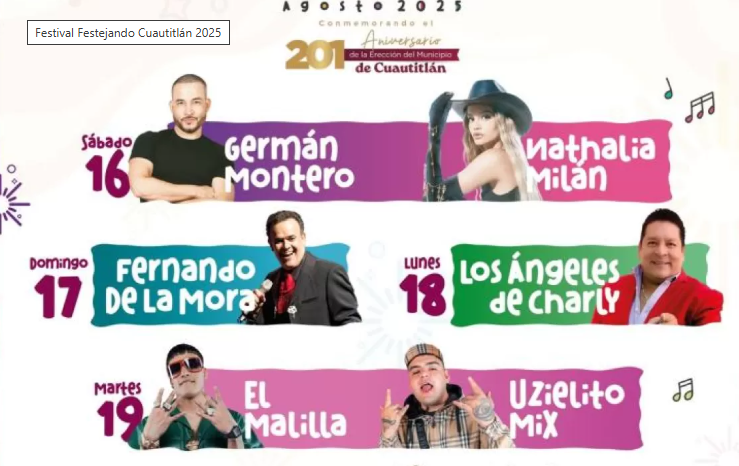 Agosto 2025
Festival Festejando Cuautitlán 2025
Conmemorando el
201 Aniversario
de la Erección del Municipio
de Cuautitlán
Sábado
16
Germán
Montero
Nathalia
Milán
Domingo
17
Fernando
De La Mora
Lunes
18
Los Ángeles
de Charly
Martes
19
El
Malilla
Uzielito
Mix